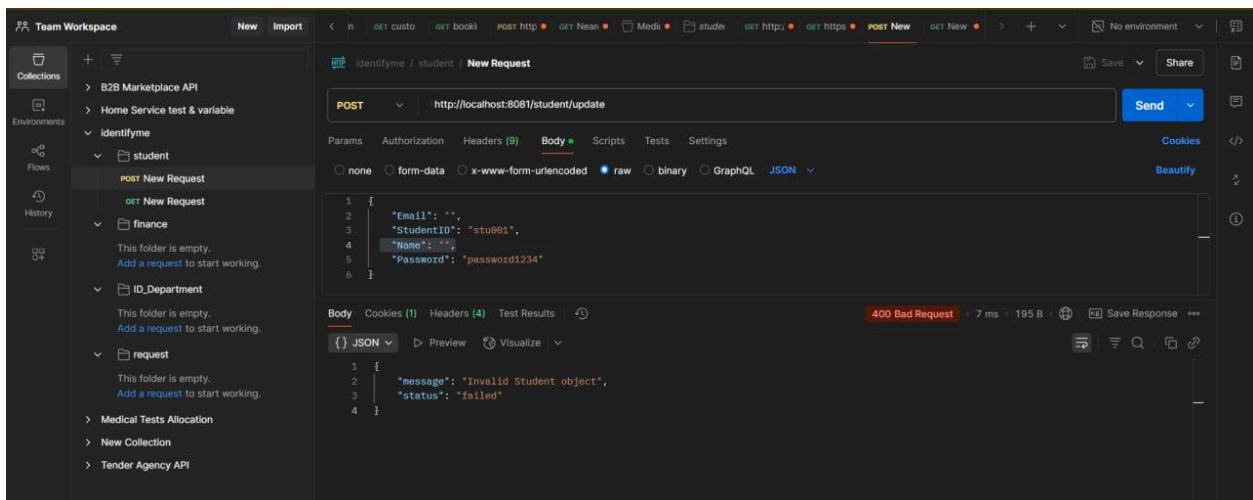 Team Workspace New Import
n GET custo GET booki POST http GET Nearı Medic studer GET http:/ GET https POST New GET New No environment
Collections
Environments
Flows
History
B2B Marketplace API
Home Service test & variable
identifyme
student
POST New Request
GET New Request
finance
This folder is empty.
Add a request to start working.
ID_Department
This folder is empty.
Add a request to start working.
request
This folder is empty.
Add a request to start working.
Medical Tests Allocation
New Collection
Tender Agency API
HTTP identifyme / student / New Request Save Share
POST http://localhost:8081/student/update Send
Params Authorization Headers (9) Body Scripts Tests Settings Cookies
none form-data x-www-form-urlencoded raw binary GraphQL JSON Beautify
1 {
2 "Email": "",
3 "StudentID": "stu001",
4 "Name": "",
5 "Password": "password1234"
6 }
Body Cookies (1) Headers (4) Test Results 400 Bad Request 7 ms 195 B Save Response
{} JSON Preview Visualize
1 {
2 "message": "Invalid Student object",
3 "status": "failed"
4 }